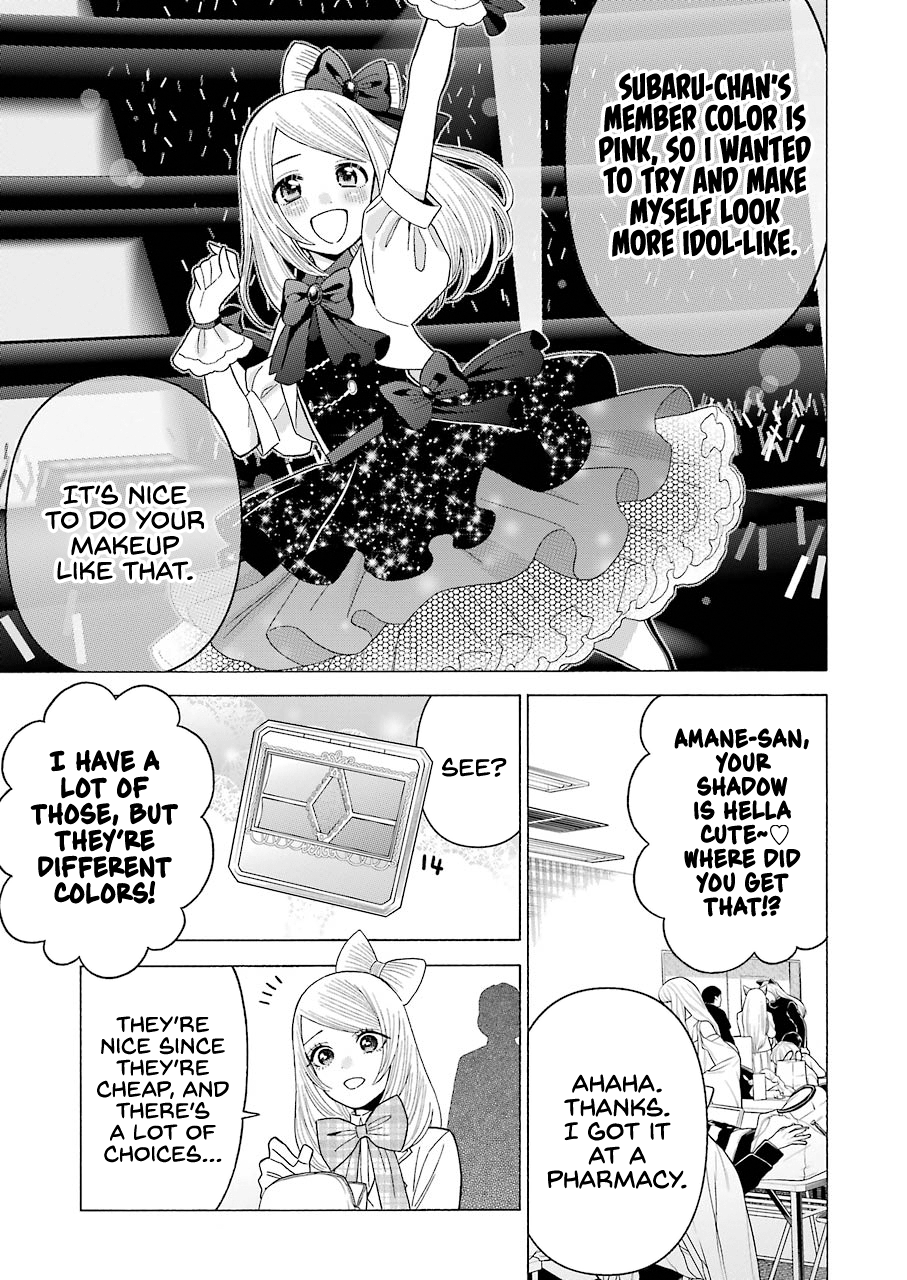 SUBARU-CHAN'S
MEMBER COLOR IS
PINK, SO I WANTED
TO TRY AND MAKE
MYSELF LOOK
MORE IDOL-LIKE.
IT'S NICE
TO DO YOUR
MAKEUP
LIKE THAT.
AMANE-SAN,
YOUR
SHADOW
IS HELLA
CUTE~♡
WHERE DID
YOU GET
THAT!?
AHAHA.
THANKS.
I GOT IT
AT A
PHARMACY.
SEE?
14
I HAVE A
LOT OF
THOSE, BUT
THEY'RE
DIFFERENT
COLORS!
THEY'RE
NICE SINCE
THEY'RE
CHEAP, AND
THERE'S
A LOT OF
CHOICES...